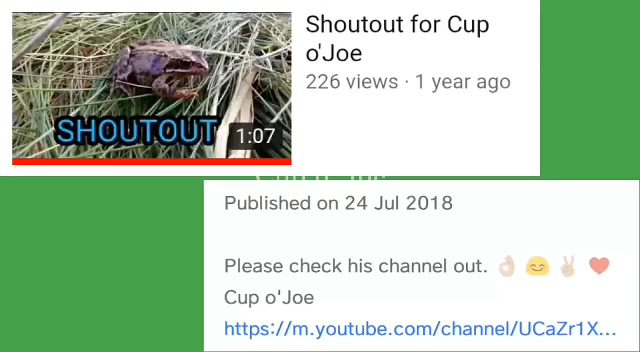 Shoutout for Cup
o'Joe
226 views · 1 year ago
SHOUTOUT
1:07
Published on 24 Jul 2018
Please check his channel out. 👌🏻 😊 ✌🏻 ❤️
Cup o'Joe
https://m.youtube.com/channel/UCaZr1X...